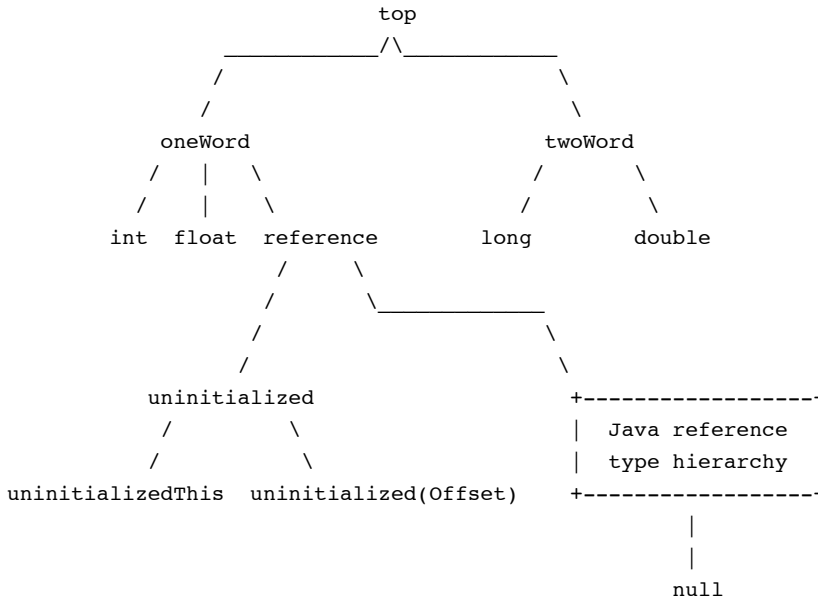 top
oneWord twoWord
int float reference long double
uninitialized
Java reference
type hierarchy
uninitializedThis uninitialized(Offset)
null